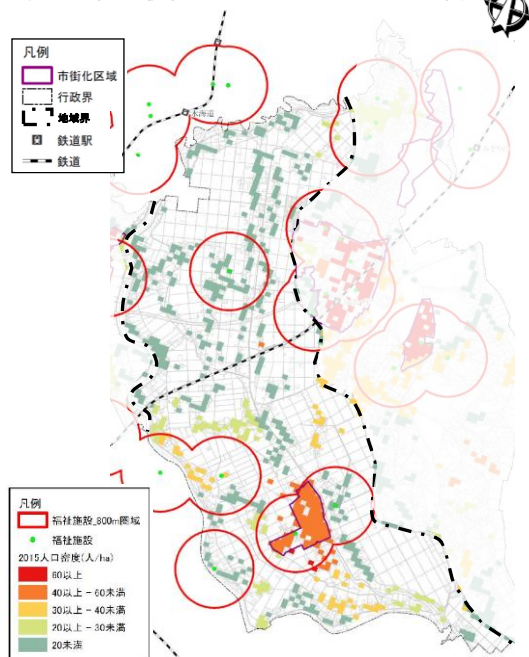 凡例
市街化区域
行政界
地域界
鉄道駅
鉄道
水海道
凡例
福祉施設_800m圏域
福祉施設
2015人口密度(人/ha)
60以上
40以上 - 60未満
30以上 - 40未満
20以上 - 30未満
20未満